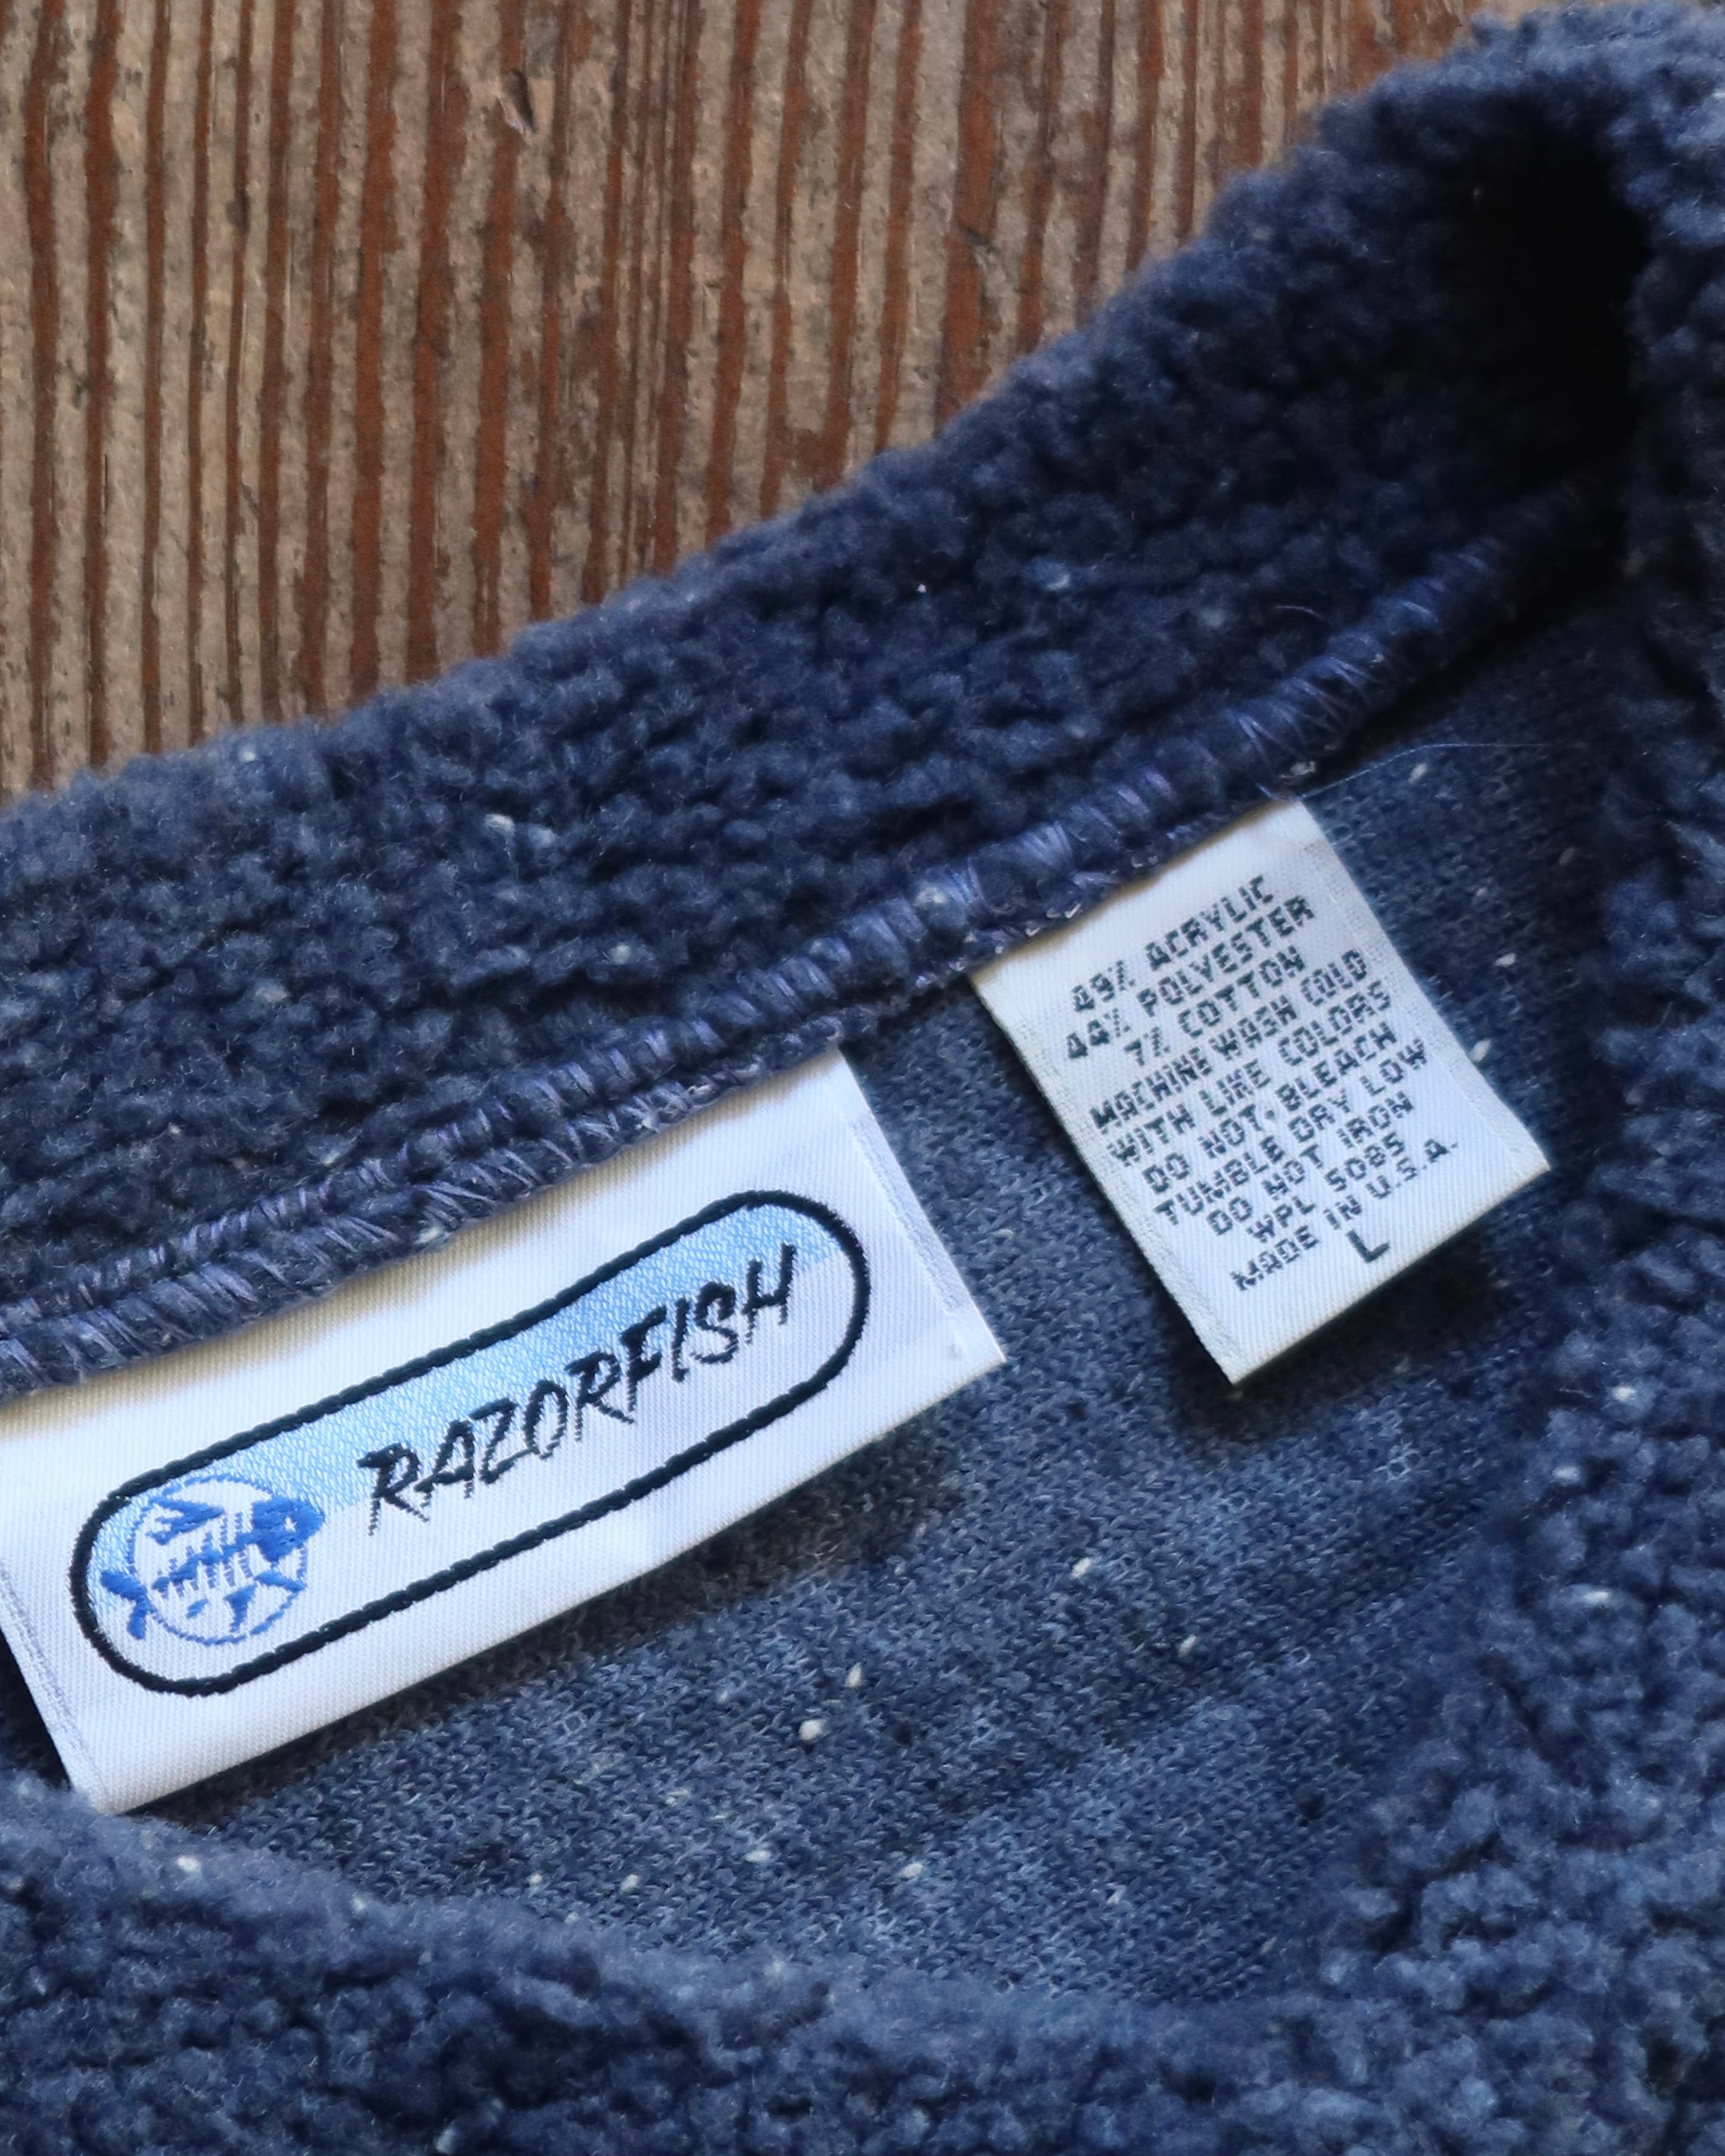 RAZORFISH
49% ACRYLIC
44% POLYESTER
7% COTTON
MACHINE WASH COLD
WITH LIKE COLORS
DO NOT BLEACH
TUMBLE DRY LOW
DO NOT IRON
WPL 5085
MADE IN U.S.A.
L